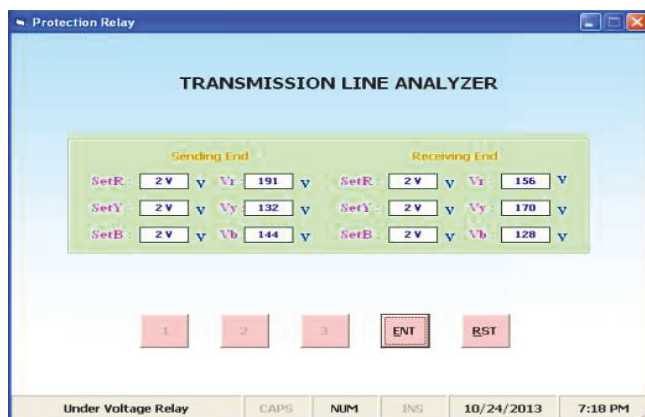 Protection Relay
TRANSMISSION LINE ANALYZER
Sending End Receiving End
SetR : 2 V V Vr : 191 V SetR : 2 V V Vr : 156 V
SetY : 2 V V Vy : 132 V SetY : 2 V V Vy : 170 V
SetB : 2 V V Vb : 144 V SetB : 2 V V Vb : 128 V
1 2 3 ENT RST
Under Voltage Relay CAPS NUM INS 10/24/2013 7:18 PM